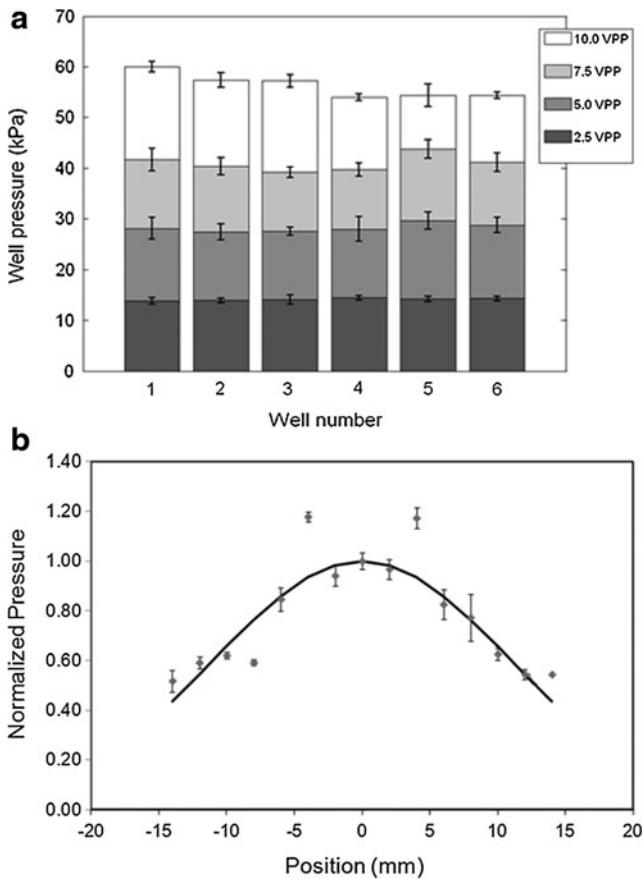 a
70
60
50
40
30
20
10
0
Well pressure (kPa)
10.0 VPP
7.5 VPP
5.0 VPP
2.5 VPP
1 2 3 4 5 6
Well number
b
1.40
1.20
1.00
0.80
0.60
0.40
0.20
0.00
Normalized Pressure
-20 -15 -10 -5 0 5 10 15 20
Position (mm)